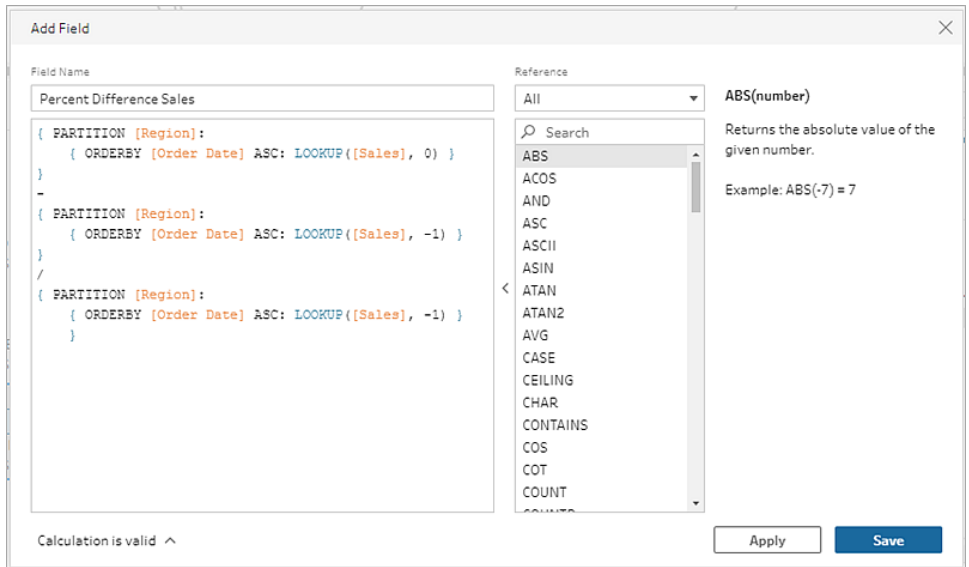 Add Field
Field Name
Percent Difference Sales
{ PARTITION [Region]:
{ ORDERBY [Order Date] ASC: LOOKUP([Sales], 0) }
}
-
{ PARTITION [Region]:
{ ORDERBY [Order Date] ASC: LOOKUP([Sales], -1) }
}
/
{ PARTITION [Region]:
{ ORDERBY [Order Date] ASC: LOOKUP([Sales], -1) }
}
Reference
All
Search
ABS
ACOS
AND
ASC
ASCII
ASIN
ATAN
ATAN2
AVG
CASE
CEILING
CHAR
CONTAINS
COS
COT
COUNT
ABS(number)
Returns the absolute value of the
given number.
Example: ABS(-7) = 7
Calculation is valid
Apply
Save